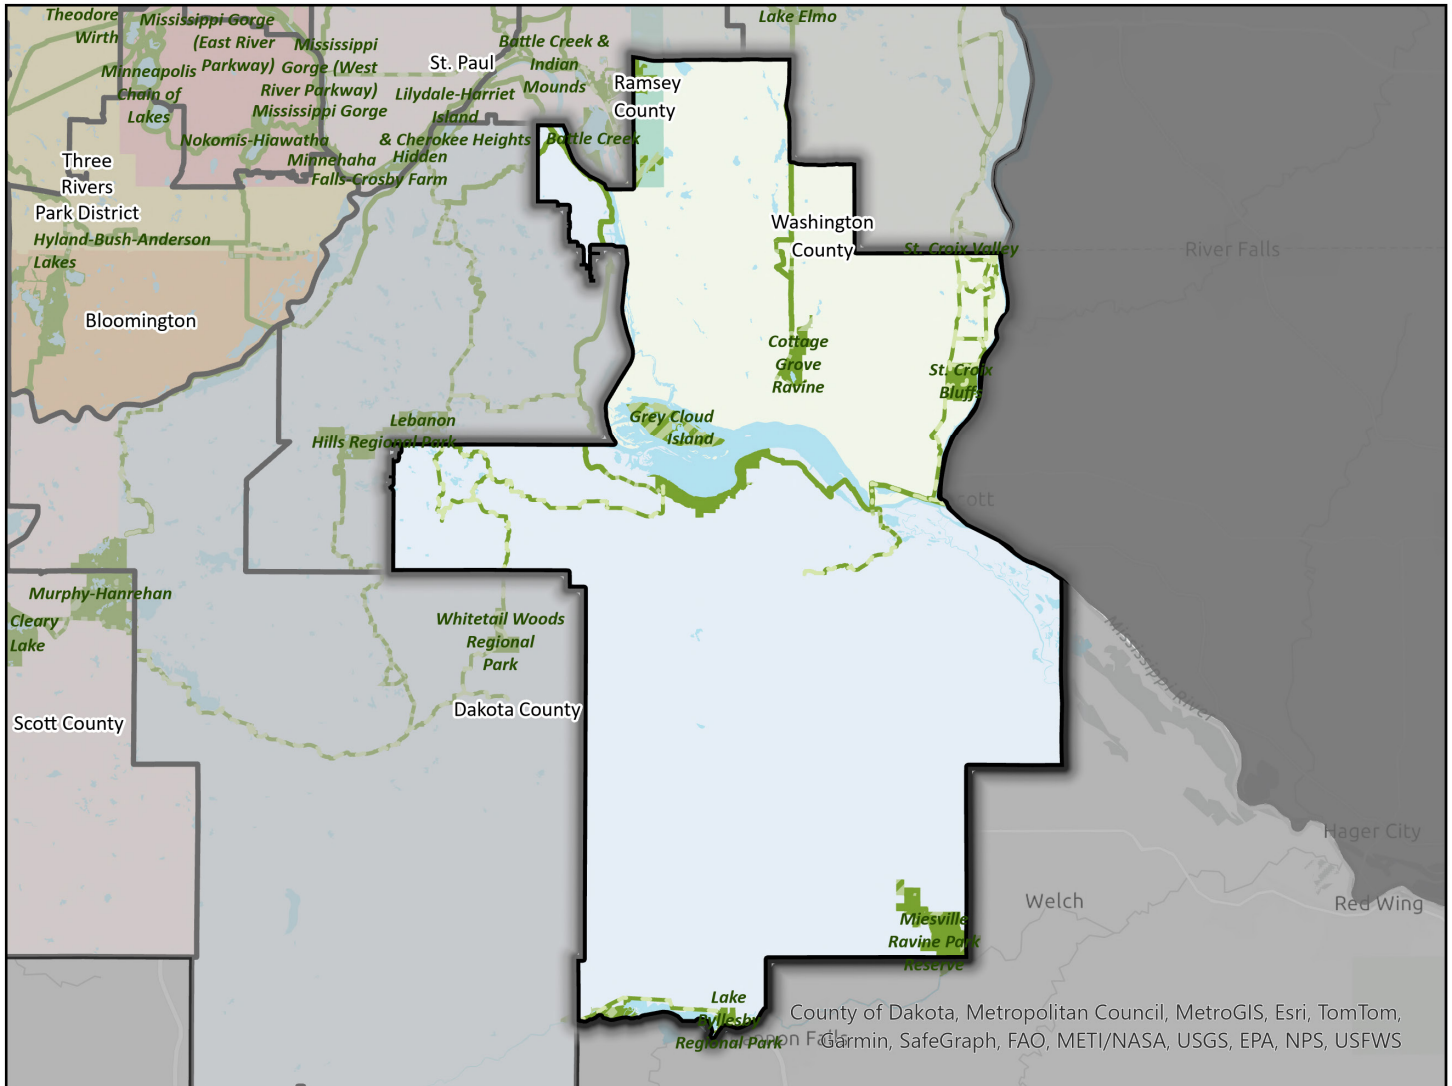 Theodore
Wirth
Mississippi Gorge
(East River
Parkway)
Mississippi
Gorge (West
River Parkway)
Mississippi Gorge
Minneapolis
Chain of
Lakes
Nokomis-Hiawatha
Minnehaha
St. Paul
Battle Creek &
Indian
Mounds
Lilydale-Harriet
Island
& Cherokee Heights
Hidden
Falls-Crosby Farm
Battle Creek
Lake Elmo
Ramsey
County
Three
Rivers
Park District
Hyland-Bush-Anderson
Lakes
Bloomington
Washington
County
St. Croix Valley
River Falls
Cottage
Grove
Ravine
St. Croix
Bluffs
Grey Cloud
Island
Lebanon
Hills Regional Park
Murphy-Hanrehan
Cleary
Lake
Whitetail Woods
Regional
Park
Scott County
Dakota County
Mississippi River
Hager City
Red Wing
Welch
Miesville
Ravine Park
Reserve
Lake
Byllesby
Regional Park
County of Dakota, Metropolitan Council, MetroGIS, Esri, TomTom,
Garmin, SafeGraph, FAO, METI/NASA, USGS, EPA, NPS, USFWS